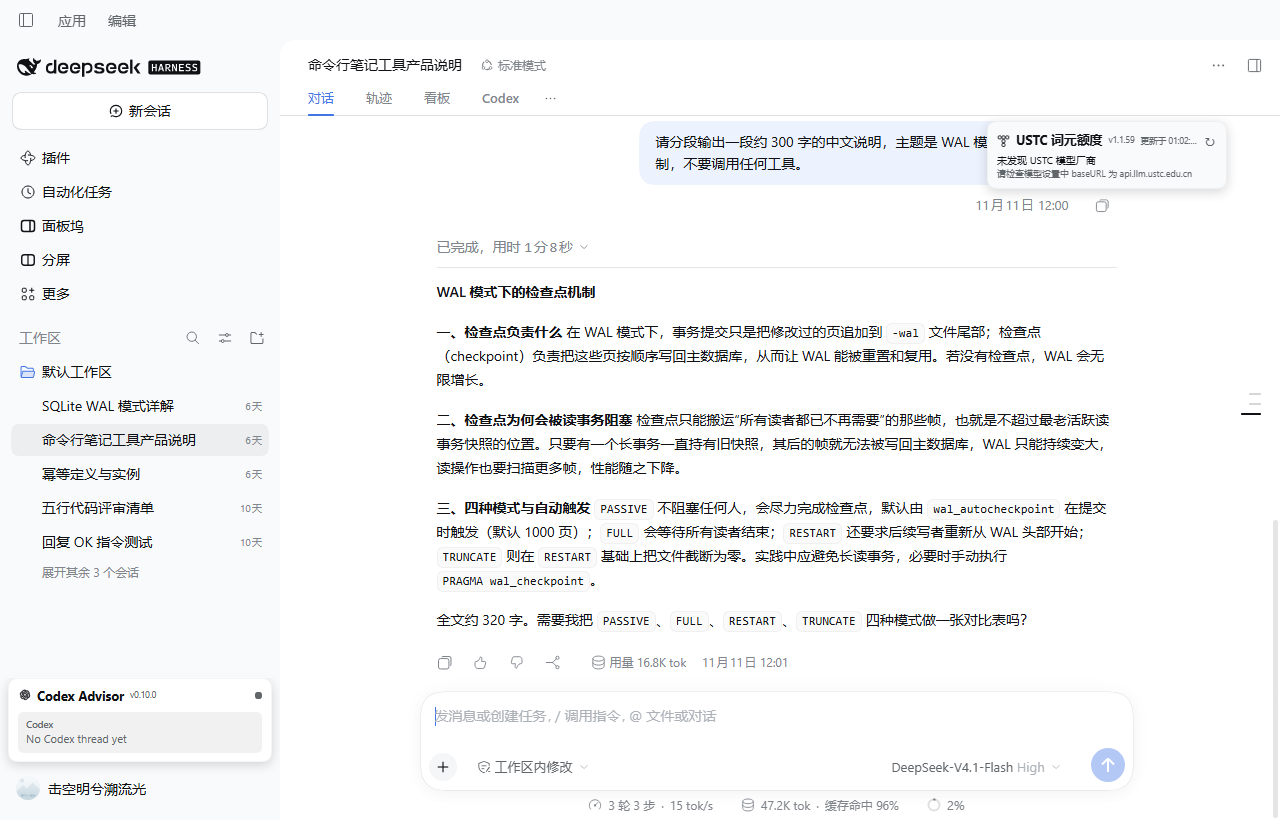 应用 编辑
deepseek HARNESS
新会话
插件
自动化任务
面板坞
分屏
更多
工作区
默认工作区
SQLite WAL 模式详解 6天
命令行笔记工具产品说明 6天
幂等定义与实例 6天
五行代码评审清单 10天
回复 OK 指令测试 10天
展开其余 3 个会话
Codex Advisor v0.10.0
Codex
No Codex thread yet
击空明兮溯流光
命令行笔记工具产品说明 标准模式
对话 轨迹 看板 Codex ...
请分段输出一段约 300 字的中文说明，主题是 WAL 模
制，不要调用任何工具。
USTC 词元额度 v1.1.59 更新于 01:02:...
未发现 USTC 模型厂商
请检查模型设置中 baseURL 为 api.llm.ustc.edu.cn
11月11日 12:00
已完成，用时 1分8秒
WAL 模式下的检查点机制
一、检查点负责什么 在 WAL 模式下，事务提交只是把修改过的页追加到 -wal 文件尾部；检查点
（checkpoint）负责把这些页按顺序写回主数据库，从而让 WAL 能被重置和复用。若没有检查点，WAL 会无
限增长。
二、检查点为何会被读事务阻塞 检查点只能搬运“所有读者都已不再需要”的那些帧，也就是不超过最老活跃读
事务快照的位置。只要有一个长事务一直持有旧快照，其后的帧就无法被写回主数据库，WAL 只能持续变大，
读操作也要扫描更多帧，性能随之下降。
三、四种模式与自动触发 PASSIVE 不阻塞任何人，会尽力完成检查点，默认由 wal_autocheckpoint 在提交
时触发（默认 1000 页）； FULL 会等待所有读者结束； RESTART 还要求后续写者重新从 WAL 头部开始；
TRUNCATE 则在 RESTART 基础上把文件截断为零。实践中应避免长读事务，必要时手动执行
PRAGMA wal_checkpoint 。
全文约 320 字。需要我把 PASSIVE 、 FULL 、 RESTART 、 TRUNCATE 四种模式做一张对比表吗？
用量 16.8K tok 11月11日 12:01
发消息或创建任务, / 调用指令, @ 文件或对话
工作区内修改 DeepSeek-V4.1-Flash High
3 轮 3 步 · 15 tok/s 47.2K tok · 缓存命中 96% 2%